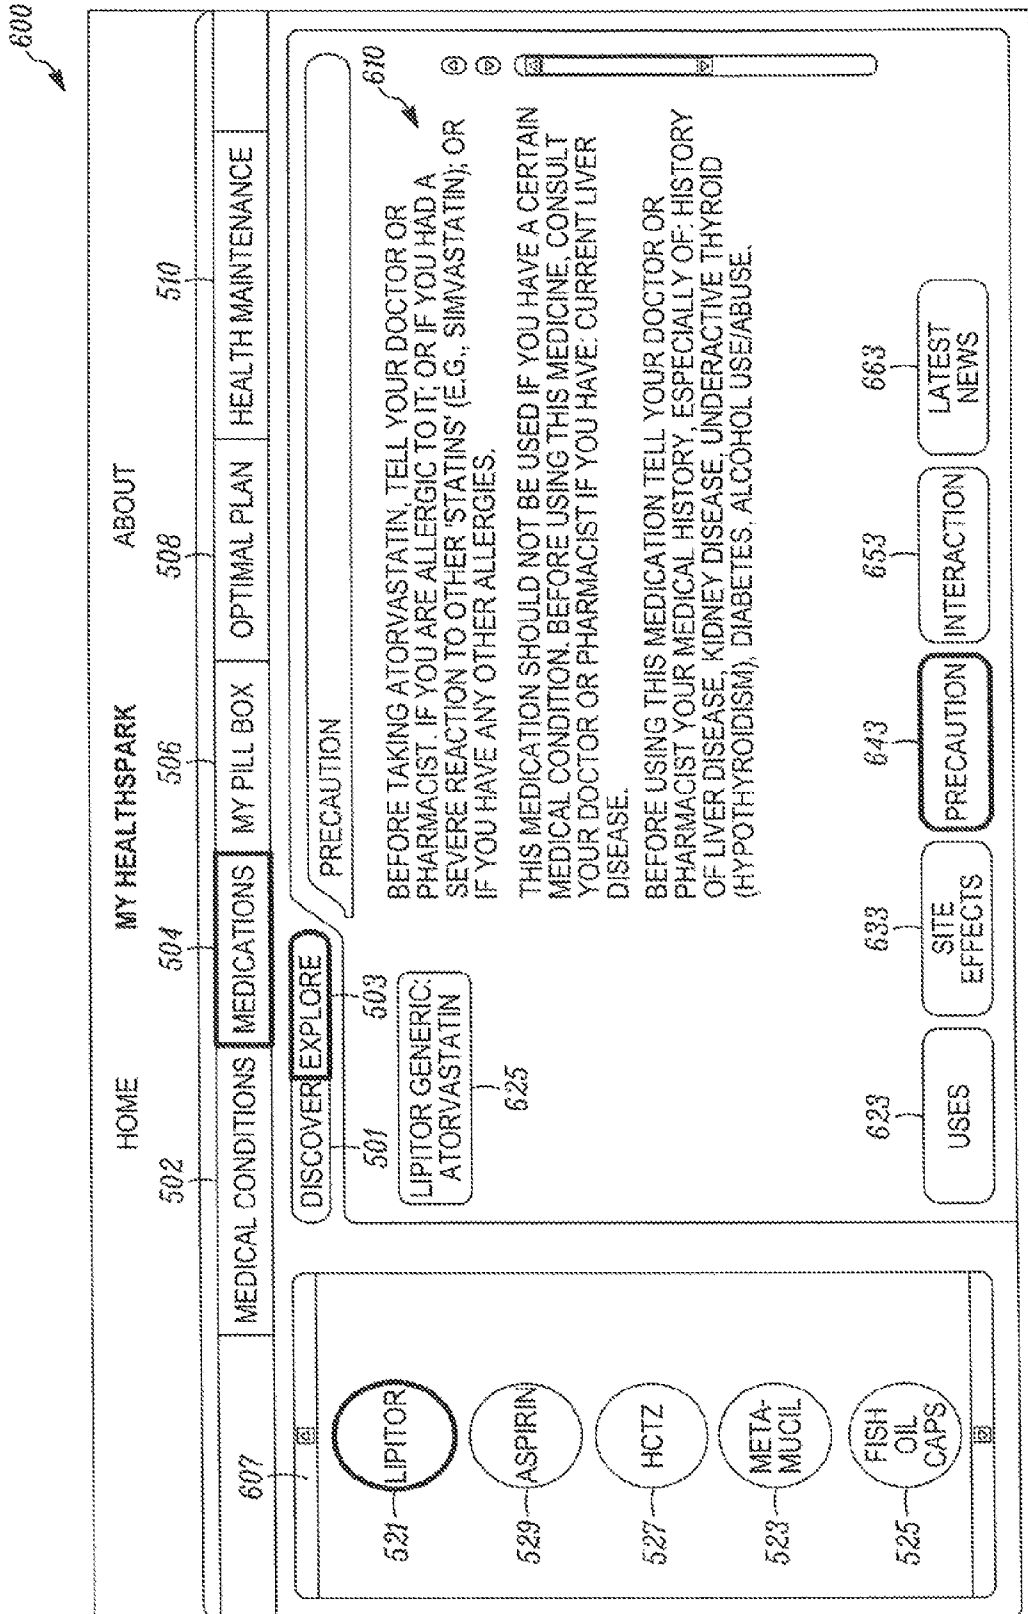 600
HOME
MY HEALTHSPARK
ABOUT
502
504
506
508
510
MEDICAL CONDITIONS
MEDICATIONS
MY PILL BOX
OPTIMAL PLAN
HEALTH MAINTENANCE
607
DISCOVER
EXPLORE
501
503
PRECAUTION
521
LIPITOR
529
ASPIRIN
527
HCTZ
523
META-
MUCIL
525
FISH
OIL
CAPS
LIPITOR GENERIC:
ATORVASTATIN
625
610
BEFORE TAKING ATORVASTATIN, TELL YOUR DOCTOR OR
PHARMACIST. IF YOU ARE ALLERGIC TO IT; OR IF YOU HAD A
SEVERE REACTION TO OTHER 'STATINS' (E.G., SIMVASTATIN); OR
IF YOU HAVE ANY OTHER ALLERGIES.
THIS MEDICATION SHOULD NOT BE USED IF YOU HAVE A CERTAIN
MEDICAL CONDITION. BEFORE USING THIS MEDICINE, CONSULT
YOUR DOCTOR OR PHARMACIST IF YOU HAVE: CURRENT LIVER
DISEASE.
BEFORE USING THIS MEDICATION TELL YOUR DOCTOR OR
PHARMACIST YOUR MEDICAL HISTORY, ESPECIALLY OF: HISTORY
OF LIVER DISEASE, KIDNEY DISEASE, UNDERACTIVE THYROID
(HYPOTHYROIDISM), DIABETES, ALCOHOL USE/ABUSE.
623
633
643
653
663
USES
SITE
EFFECTS
PRECAUTION
INTERACTION
LATEST
NEWS